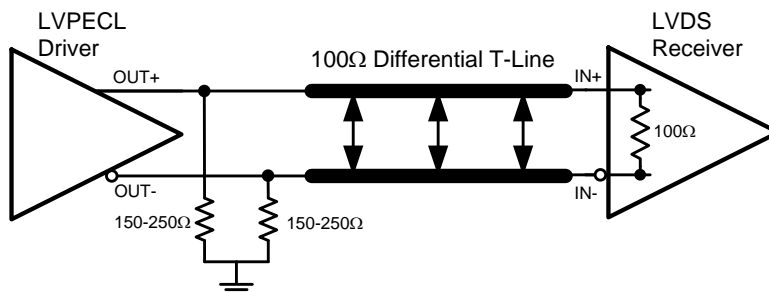 LVPECL
Driver
LVDS
Receiver
100Ω Differential T-Line
OUT+
IN+
100Ω
OUT-
IN-
150-250Ω
150-250Ω